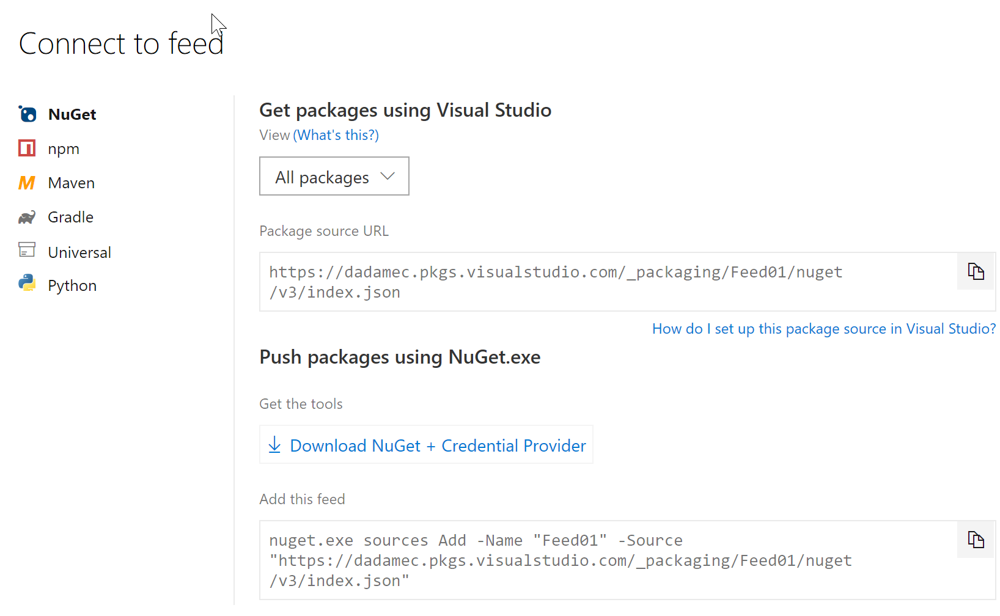 Connect to feed
NuGet
npm
Maven
Gradle
Universal
Python
Get packages using Visual Studio
View (What's this?)
All packages
Package source URL
https://dadamec.pkgs.visualstudio.com/_packaging/Feed01/nuget
/v3/index.json
How do I set up this package source in Visual Studio?
Push packages using NuGet.exe
Get the tools
Download NuGet + Credential Provider
Add this feed
nuget.exe sources Add -Name "Feed01" -Source
"https://dadamec.pkgs.visualstudio.com/_packaging/Feed01/nuget
/v3/index.json"